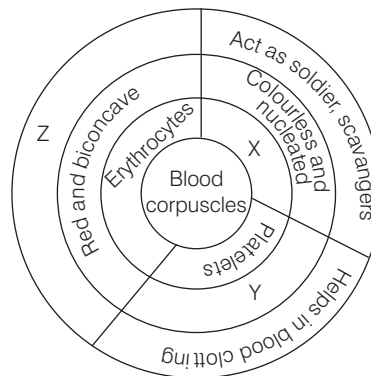 Blood
corpuscles
Erythrocytes
Red and biconcave
Z
X
Colourless and
nucleated
Act as soldier, scavangers
Platelets
Y
Helps in blood clotting